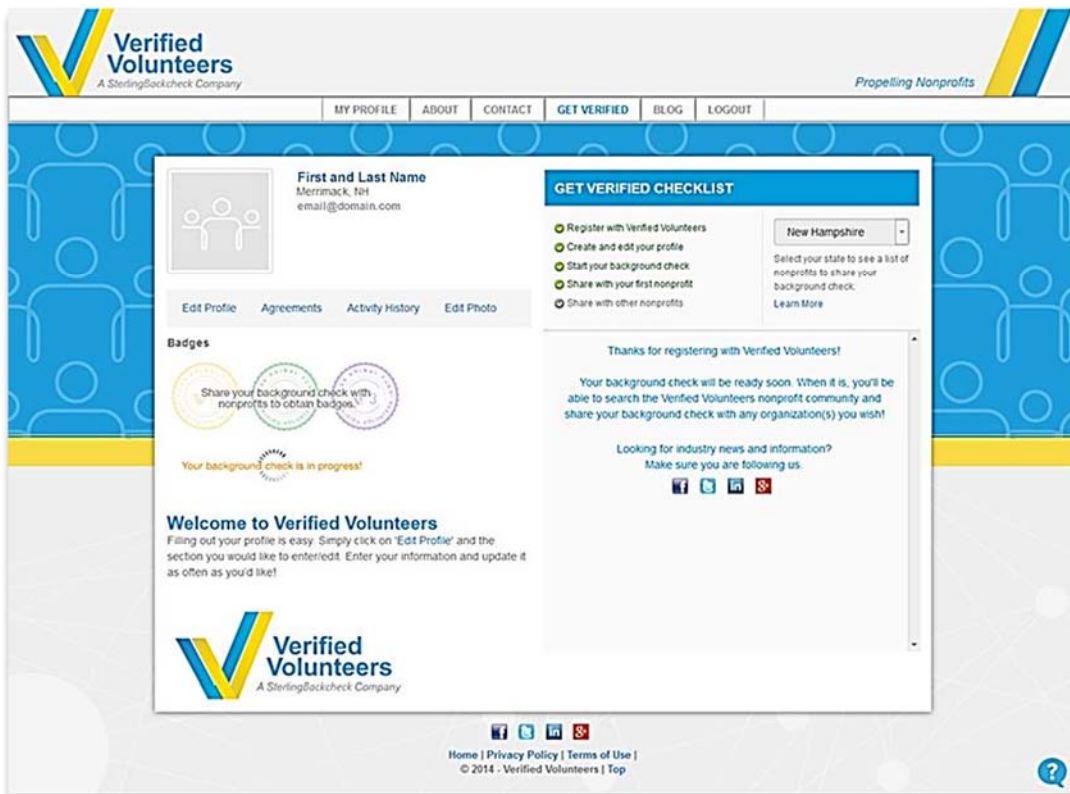 Verified
Volunteers
A SterlingBackcheck Company
Propelling Nonprofits
MY PROFILE
ABOUT
CONTACT
GET VERIFIED
BLOG
LOGOUT
First and Last Name
Merrimack, NH
email@domain.com
Edit Profile
Agreements
Activity History
Edit Photo
Badges
Share your background check with
nonprofits to obtain badges.
Your background check is in progress!
Welcome to Verified Volunteers
Filling out your profile is easy. Simply click on 'Edit Profile' and the
section you would like to enter/edit. Enter your information and update it
as often as you'd like!
Verified
Volunteers
A SterlingBackcheck Company
GET VERIFIED CHECKLIST
Register with Verified Volunteers
Create and edit your profile
Start your background check
Share with your first nonprofit
Share with other nonprofits
New Hampshire
Select your state to see a list of
nonprofits to share your
background check.
Learn More
Thanks for registering with Verified Volunteers!
Your background check will be ready soon. When it is, you'll be
able to search the Verified Volunteers nonprofit community and
share your background check with any organization(s) you wish!
Looking for industry news and information?
Make sure you are following us.
Home | Privacy Policy | Terms of Use |
© 2014 - Verified Volunteers | Top